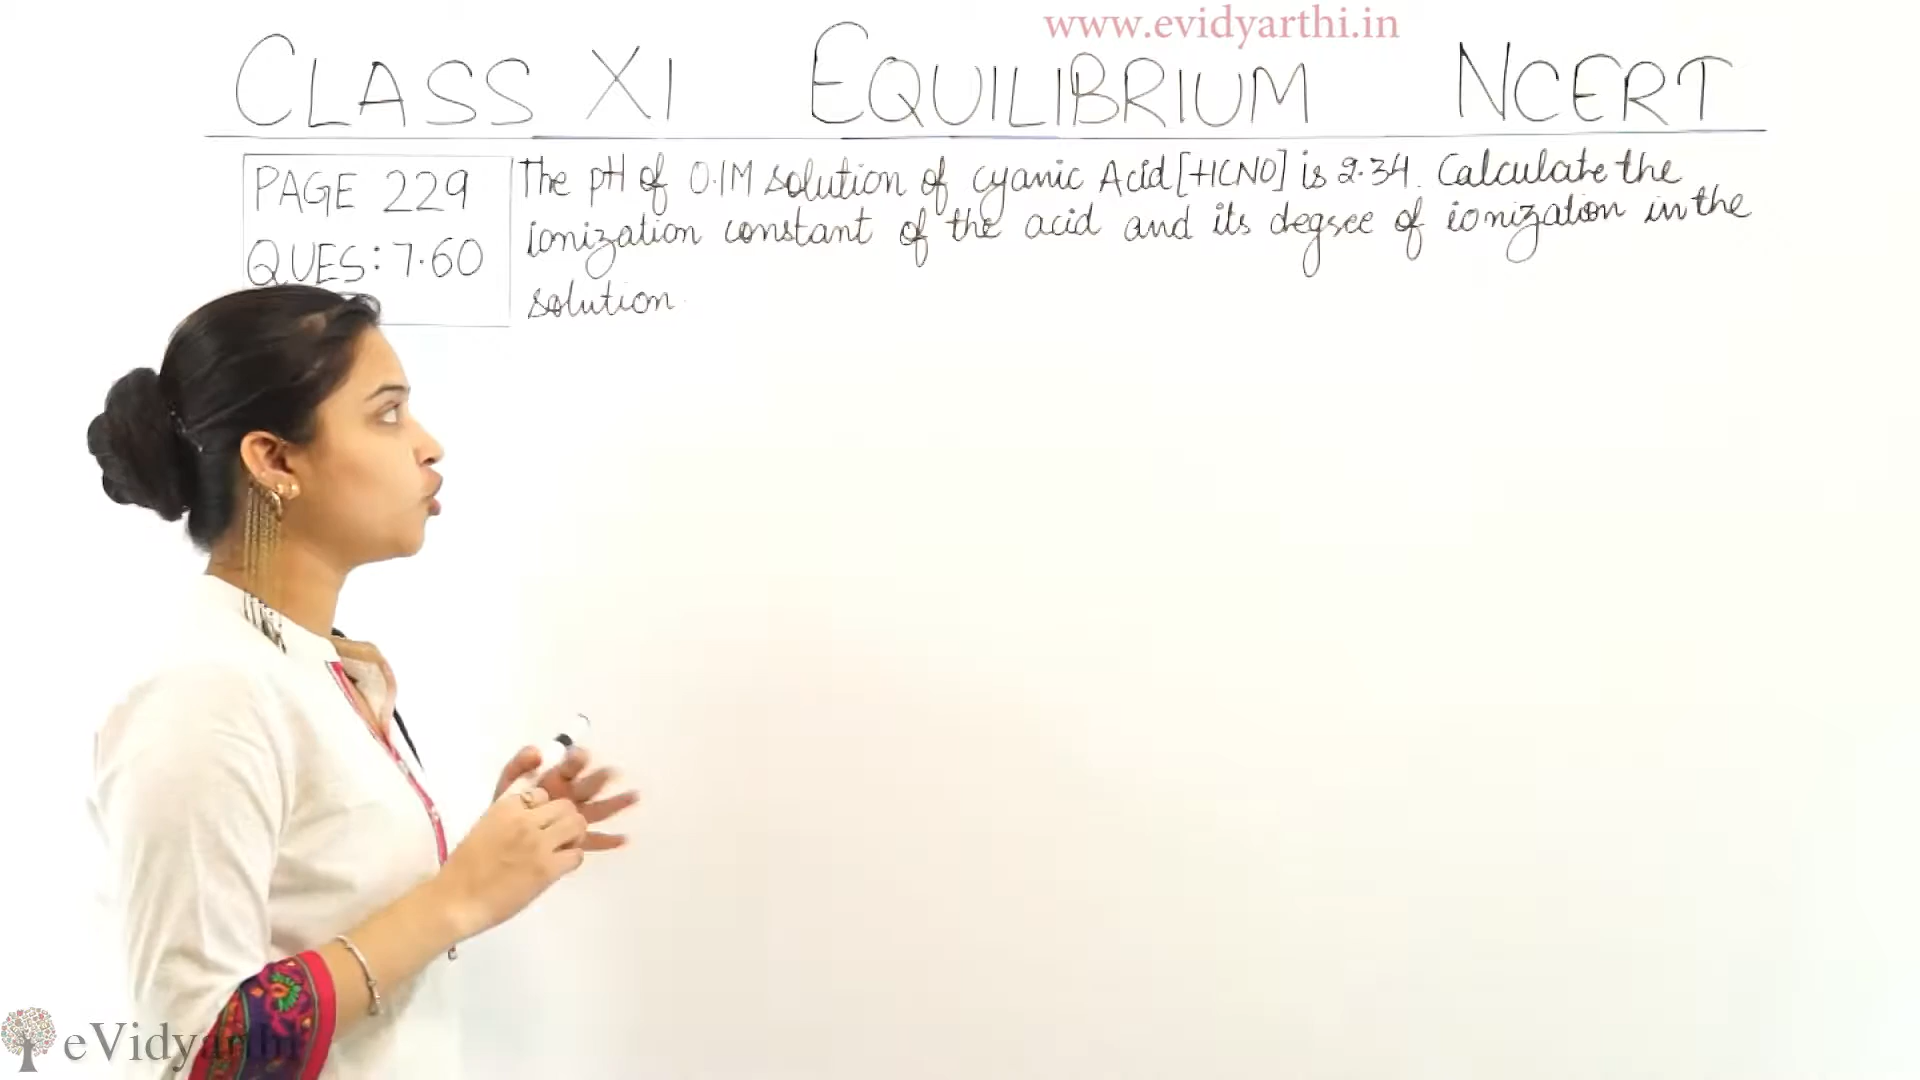 www.evidyarthi.in
CLASS XI EQUILIBRIUM NCERT
PAGE 229
QUES: 7.60
The pH of 0.1M solution of cyanic Acid [HCNO] is 2.34. Calculate the
ionization constant of the acid and its degree of ionization in the
solution.
eVidyarthi